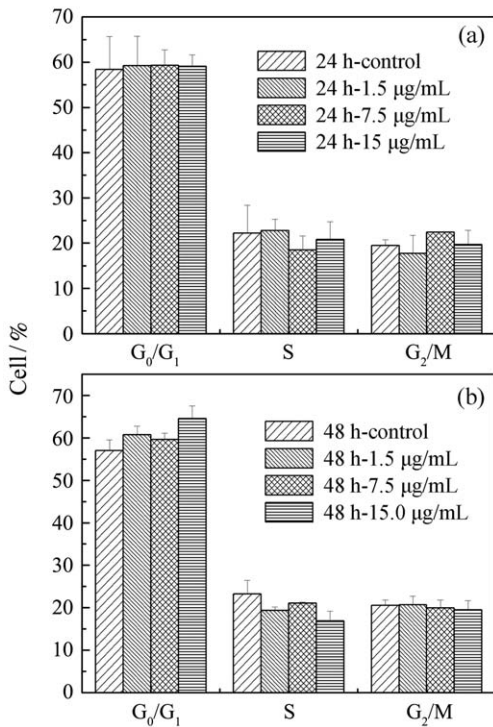 Cell / %
(a)
70
60
50
40
30
20
10
0
24 h-control
24 h-1.5 μg/mL
24 h-7.5 μg/mL
24 h-15 μg/mL
G₀/G₁
S
G₂/M
(b)
70
60
50
40
30
20
10
0
48 h-control
48 h-1.5 μg/mL
48 h-7.5 μg/mL
48 h-15.0 μg/mL
G₀/G₁
S
G₂/M